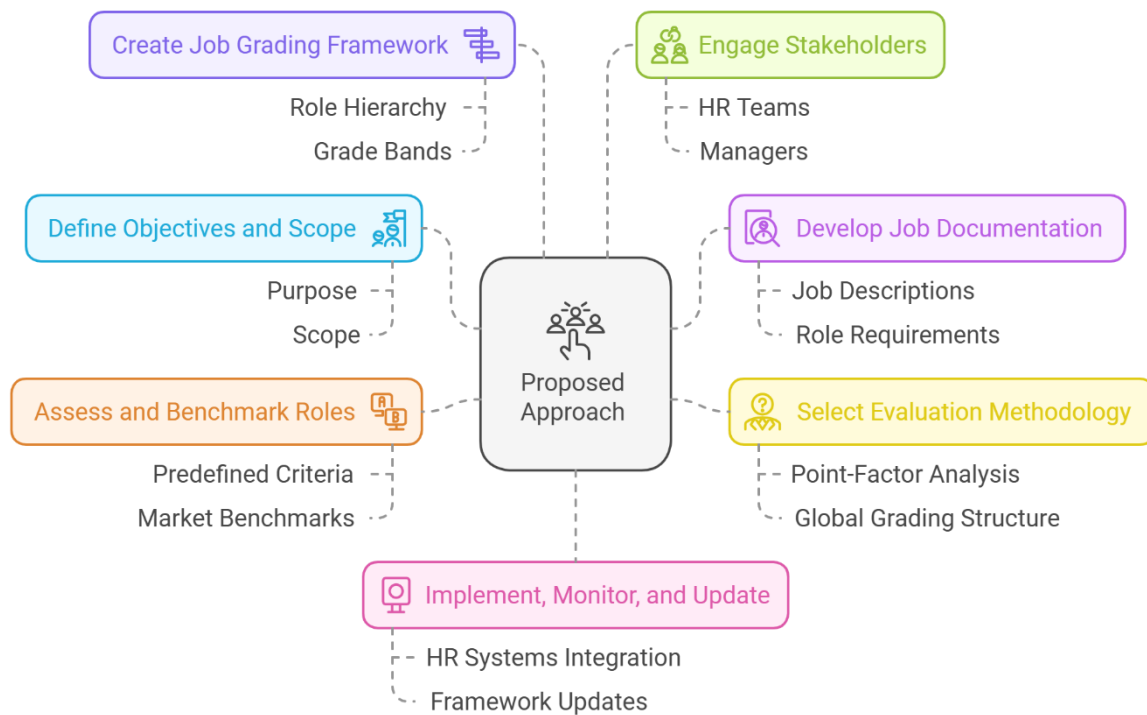 Create Job Grading Framework
Role Hierarchy
Grade Bands
Engage Stakeholders
HR Teams
Managers
Define Objectives and Scope
Purpose
Scope
Develop Job Documentation
Job Descriptions
Role Requirements
Proposed
Approach
Assess and Benchmark Roles
A
B
Predefined Criteria
Market Benchmarks
Select Evaluation Methodology
?
Point-Factor Analysis
Global Grading Structure
Implement, Monitor, and Update
HR Systems Integration
Framework Updates